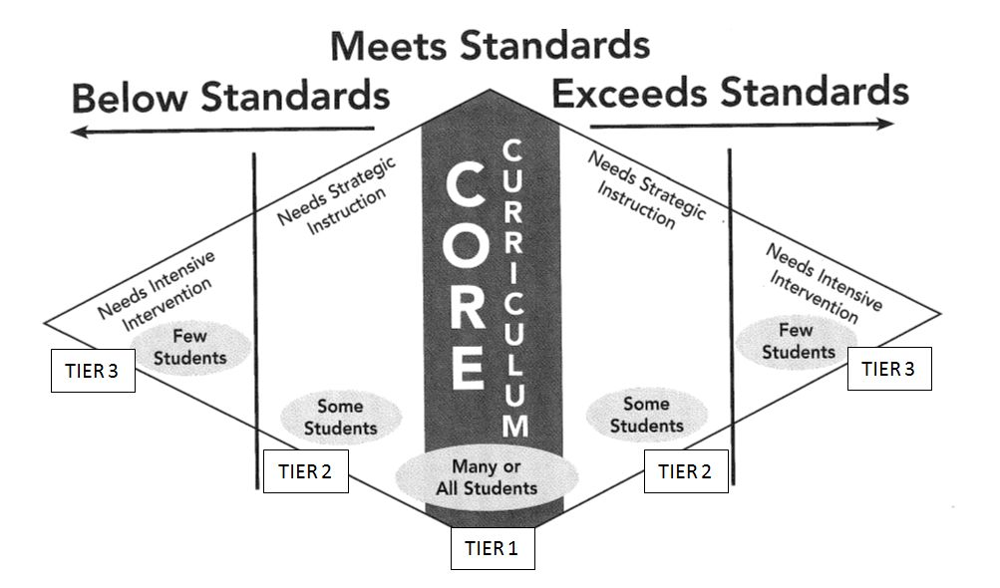 Meets Standards
Below Standards
Exceeds Standards
Needs Strategic
Instruction
Needs Intensive
Intervention
Few
Students
TIER 3
Some
Students
TIER 2
CORE
CURRICULUM
Many or
All Students
TIER 1
Needs Strategic
Instruction
Needs Intensive
Intervention
Some
Students
TIER 2
Few
Students
TIER 3